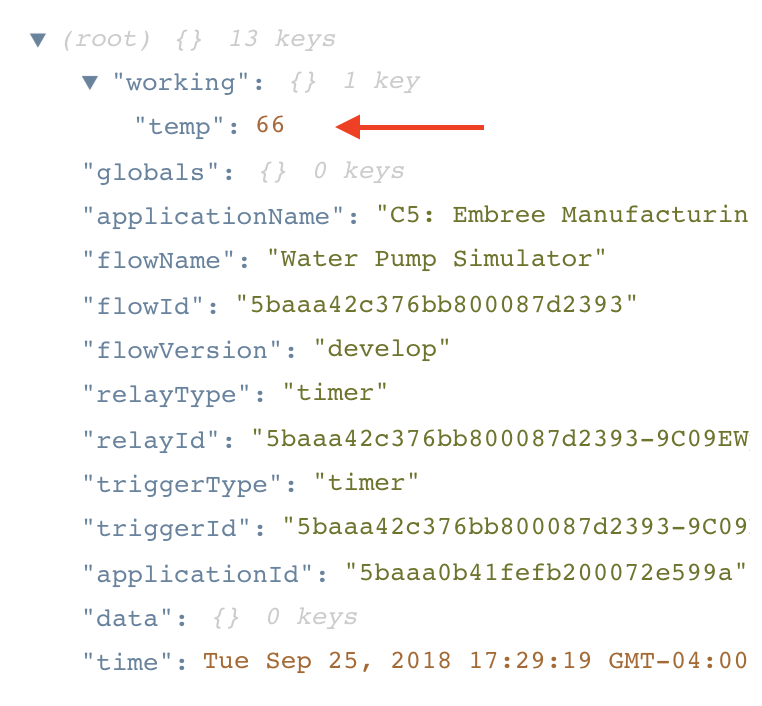 (root) {} 13 keys
"working": {} 1 key
"temp": 66
"globals": {} 0 keys
"applicationName": "C5: Embree Manufacturin
"flowName": "Water Pump Simulator"
"flowId": "5baaa42c376bb800087d2393"
"flowVersion": "develop"
"relayType": "timer"
"relayId": "5baaa42c376bb800087d2393-9C09EW
"triggerType": "timer"
"triggerId": "5baaa42c376bb800087d2393-9C09
"applicationId": "5baaa0b41fefb200072e599a"
"data": {} 0 keys
"time": Tue Sep 25, 2018 17:29:19 GMT-04:00